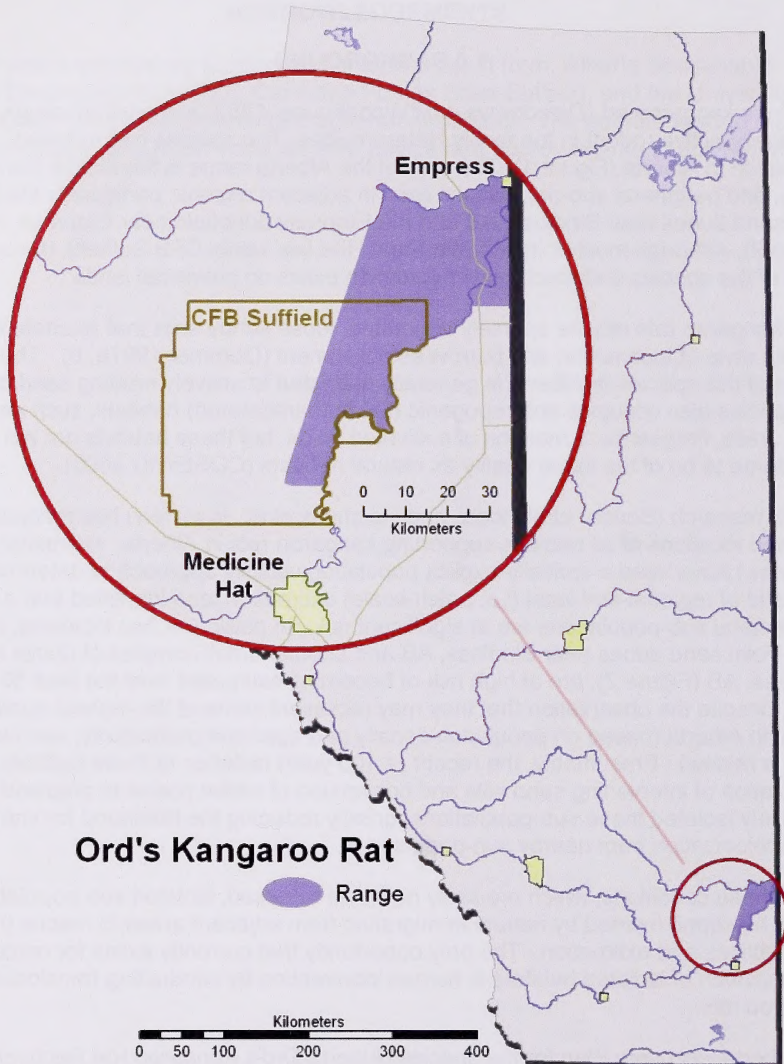 Empress
CFB Suffield
0 10 20 30
Kilometers
Medicine
Hat
Ord's Kangaroo Rat
Range
Kilometers
50 100 200 300 400